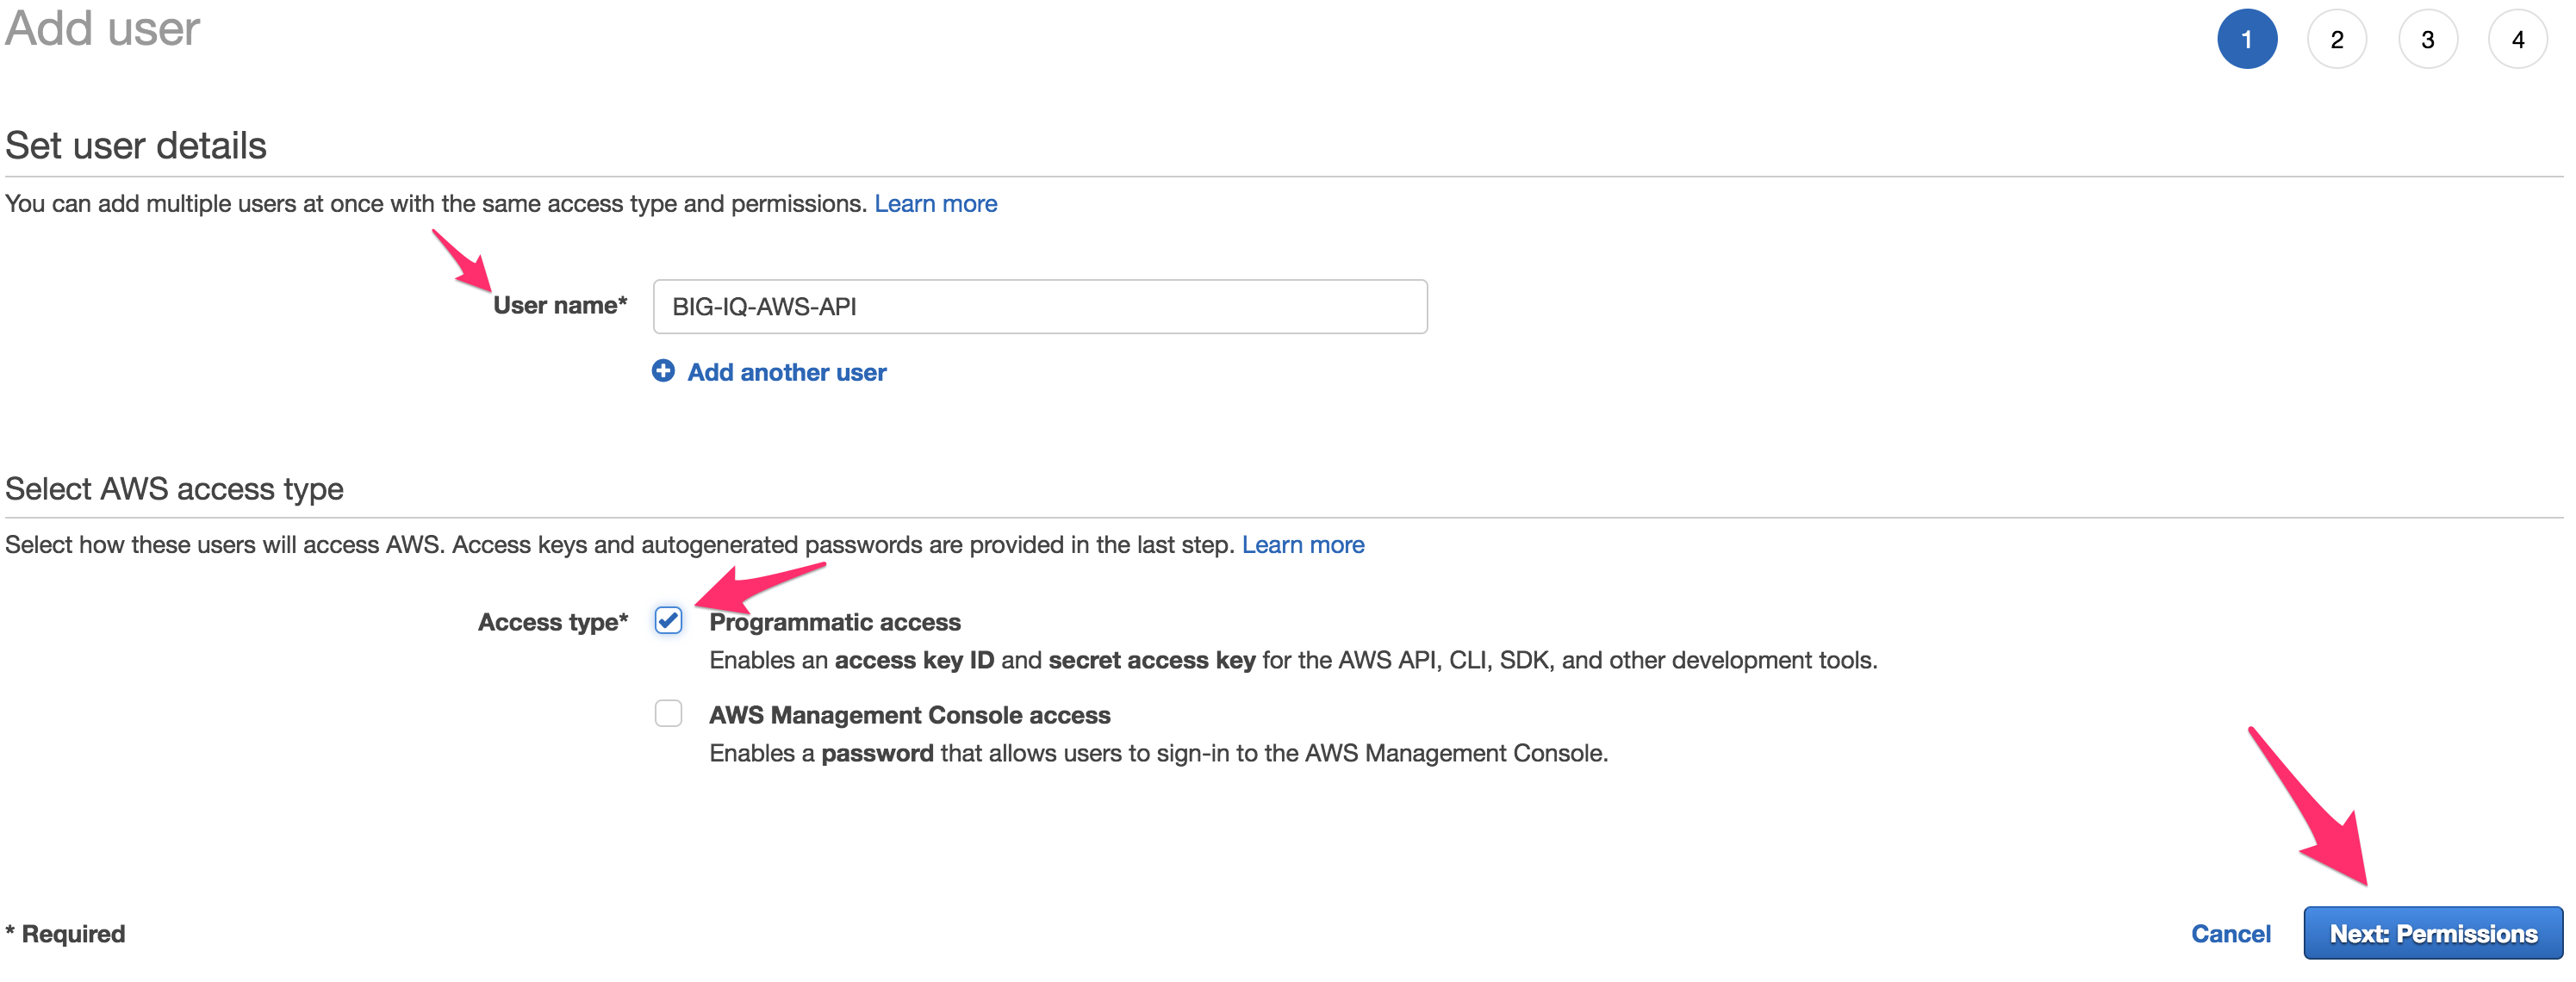 Add user
1 2 3 4
Set user details
You can add multiple users at once with the same access type and permissions. Learn more
User name* BIG-IQ-AWS-API
Add another user
Select AWS access type
Select how these users will access AWS. Access keys and autogenerated passwords are provided in the last step. Learn more
Access type* Programmatic access
Enables an access key ID and secret access key for the AWS API, CLI, SDK, and other development tools.
AWS Management Console access
Enables a password that allows users to sign-in to the AWS Management Console.
* Required
Cancel Next: Permissions